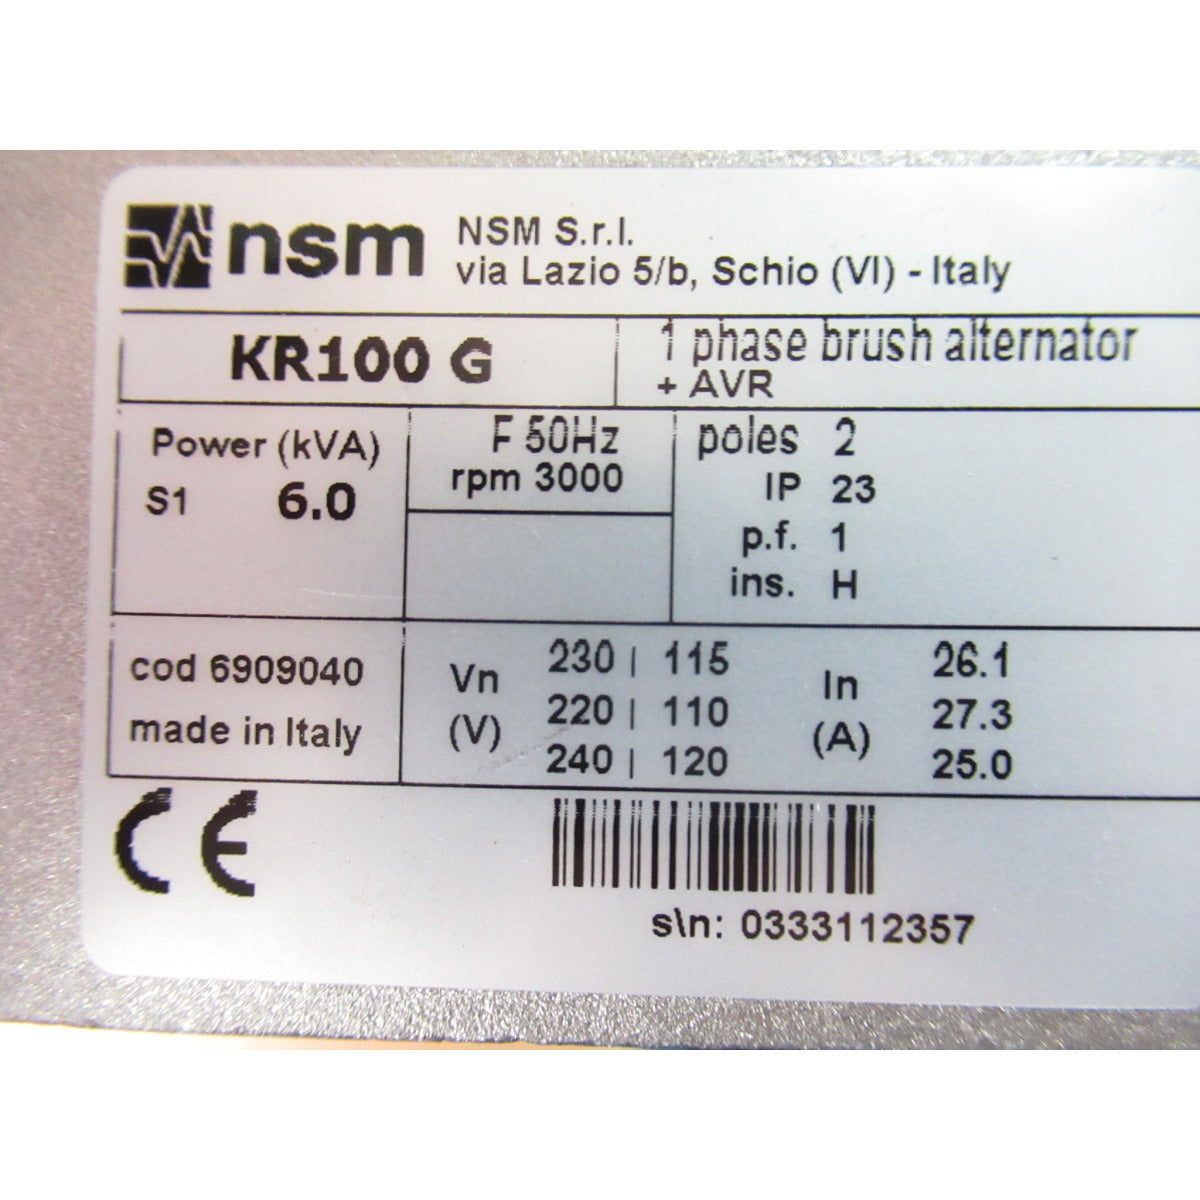 nsm NSM S.r.l.
via Lazio 5/b, Schio (VI) - Italy
KR100 G
1 phase brush alternator
+ AVR
Power (kVA)
S1 6.0
F 50Hz
rpm 3000
poles 2
IP 23
p.f. 1
ins. H
cod 6909040
made in Italy
Vn
(V)
230 | 115
220 | 110
240 | 120
In
(A)
26.1
27.3
25.0
CE
s\n: 0333112357